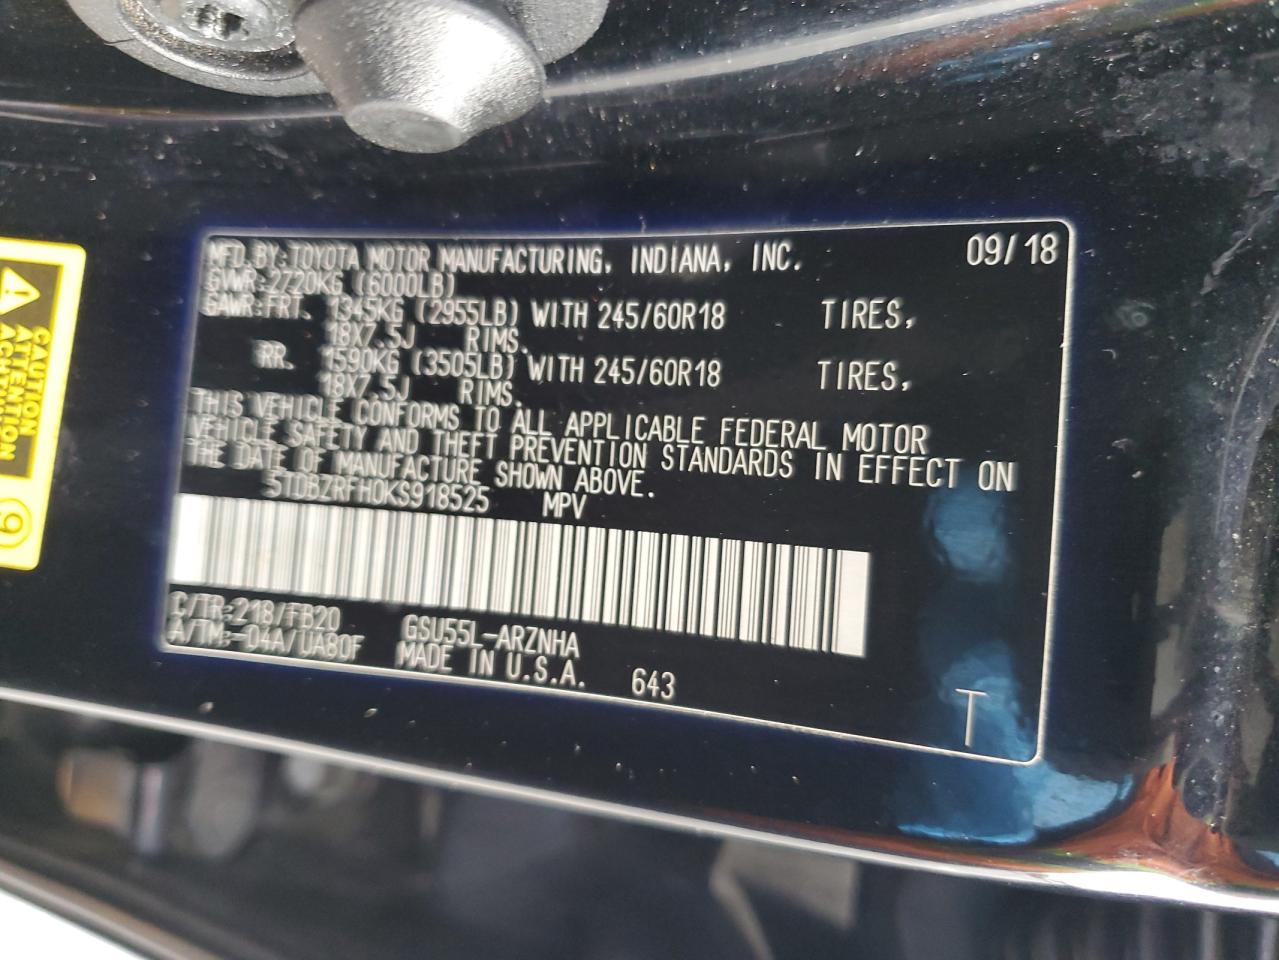 MFD.BY:TOYOTA MOTOR MANUFACTURING, INDIANA, INC. 09/18
GVWR:2720KG (6000LB)
GAWR:FRT. 1345KG (2955LB) WITH 245/60R18 TIRES,
18X7.5J RIMS.
RR. 1590KG (3505LB) WITH 245/60R18 TIRES,
18X7.5J RIMS.
THIS VEHICLE CONFORMS TO ALL APPLICABLE FEDERAL MOTOR
VEHICLE SAFETY AND THEFT PREVENTION STANDARDS IN EFFECT ON
THE DATE OF MANUFACTURE SHOWN ABOVE.
5TDBZRFH0KS918525 MPV
C/TR:218/FB20 GSU55L-ARZNHA
A/TM:-04A/UA80F MADE IN U.S.A. 643
T
CAUTION
ATTENTION
ACHTUNG
9